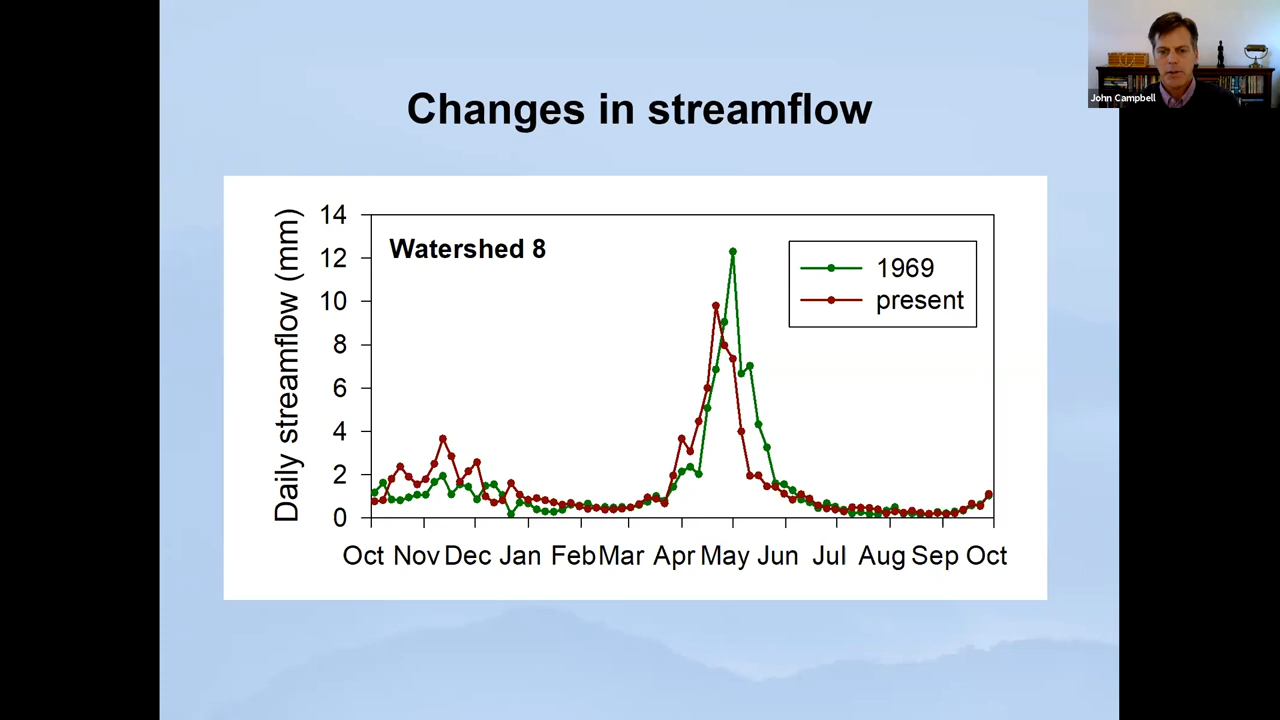 Changes in streamflow
John Campbell
Daily streamflow (mm)
14
12
10
8
6
4
2
0
Watershed 8
1969
present
Oct Nov Dec Jan Feb Mar Apr May Jun Jul Aug Sep Oct